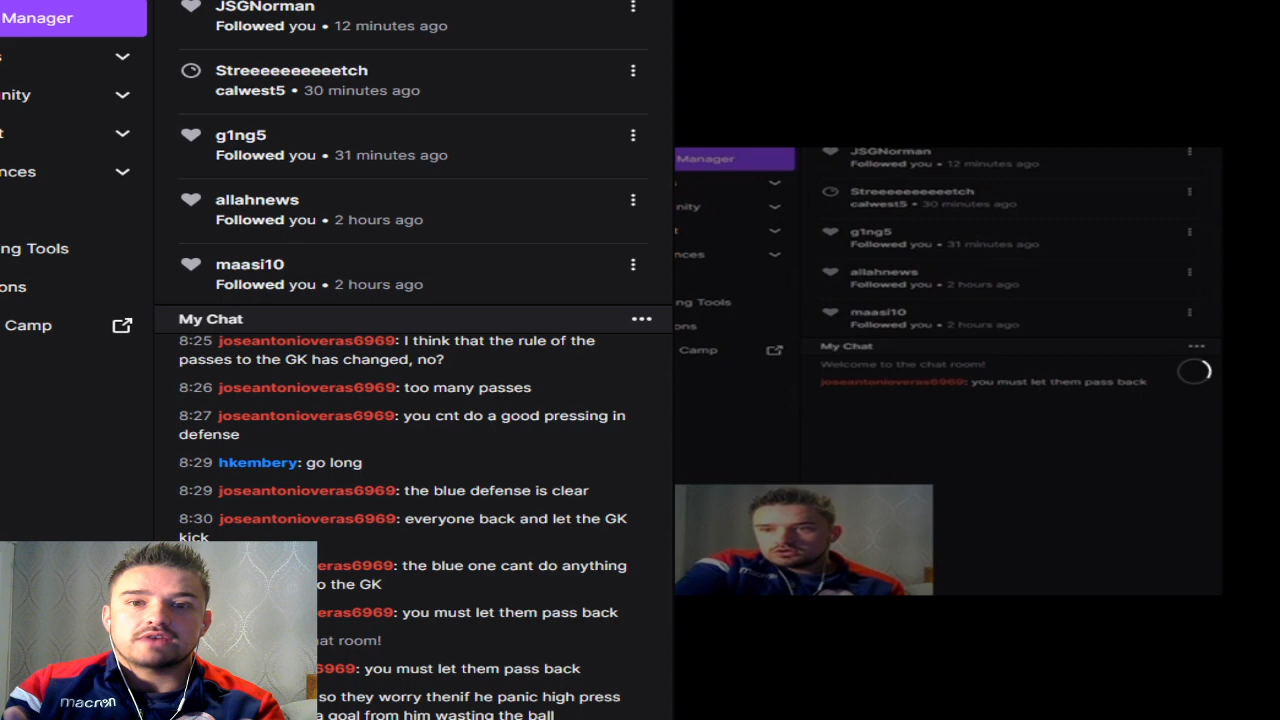 Manager
nity
t
nces
ng Tools
ons
Camp
JSGNorman
Followed you • 12 minutes ago
Streeeeeeeeeetch
calwest5 • 30 minutes ago
g1ng5
Followed you • 31 minutes ago
allahnews
Followed you • 2 hours ago
maasi10
Followed you • 2 hours ago
My Chat
8:25 joseantonioveras6969: I think that the rule of the
passes to the GK has changed, no?
8:26 joseantonioveras6969: too many passes
8:27 joseantonioveras6969: you cnt do a good pressing in
defense
8:29 hkembery: go long
8:29 joseantonioveras6969: the blue defense is clear
8:30 joseantonioveras6969: everyone back and let the GK
kick
eras6969: the blue one cant do anything
o the GK
eras6969: you must let them pass back
hat room!
6969: you must let them pass back
so they worry thenif he panic high press
a goal from him wasting the ball
macron
Manager
nity
t
nces
ng Tools
ons
Camp
JSGNorman
Followed you • 12 minutes ago
Streeeeeeeeeetch
calwest5 • 30 minutes ago
g1ng5
Followed you • 31 minutes ago
allahnews
Followed you • 2 hours ago
maasi10
Followed you • 2 hours ago
My Chat
Welcome to the chat room!
joseantonioveras6969: you must let them pass back